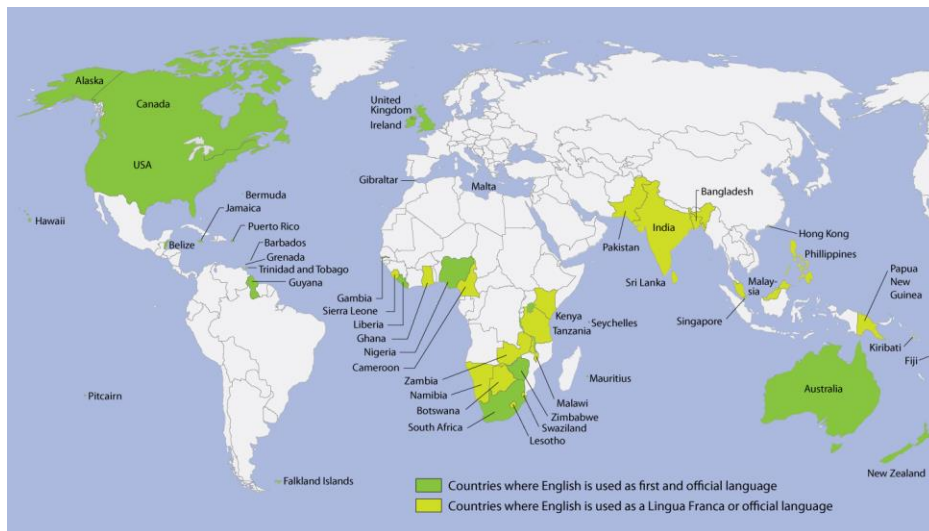 Alaska
Canada
USA
Hawaii
Bermuda
Jamaica
Puerto Rico
Belize
Barbados
Grenada
Trinidad and Tobago
Guyana
Pitcairn
Falkland Islands
United
Kingdom
Ireland
Gibraltar
Malta
Gambia
Sierra Leone
Liberia
Ghana
Nigeria
Cameroon
Zambia
Namibia
Botswana
South Africa
Kenya
Tanzania
Seychelles
Mauritius
Malawi
Zimbabwe
Swaziland
Lesotho
Bangladesh
India
Pakistan
Sri Lanka
Hong Kong
Phillippines
Malay-
sia
Singapore
Papua
New
Guinea
Kiribati
Fiji
Australia
New Zealand
Countries where English is used as first and official language
Countries where English is used as a Lingua Franca or official language